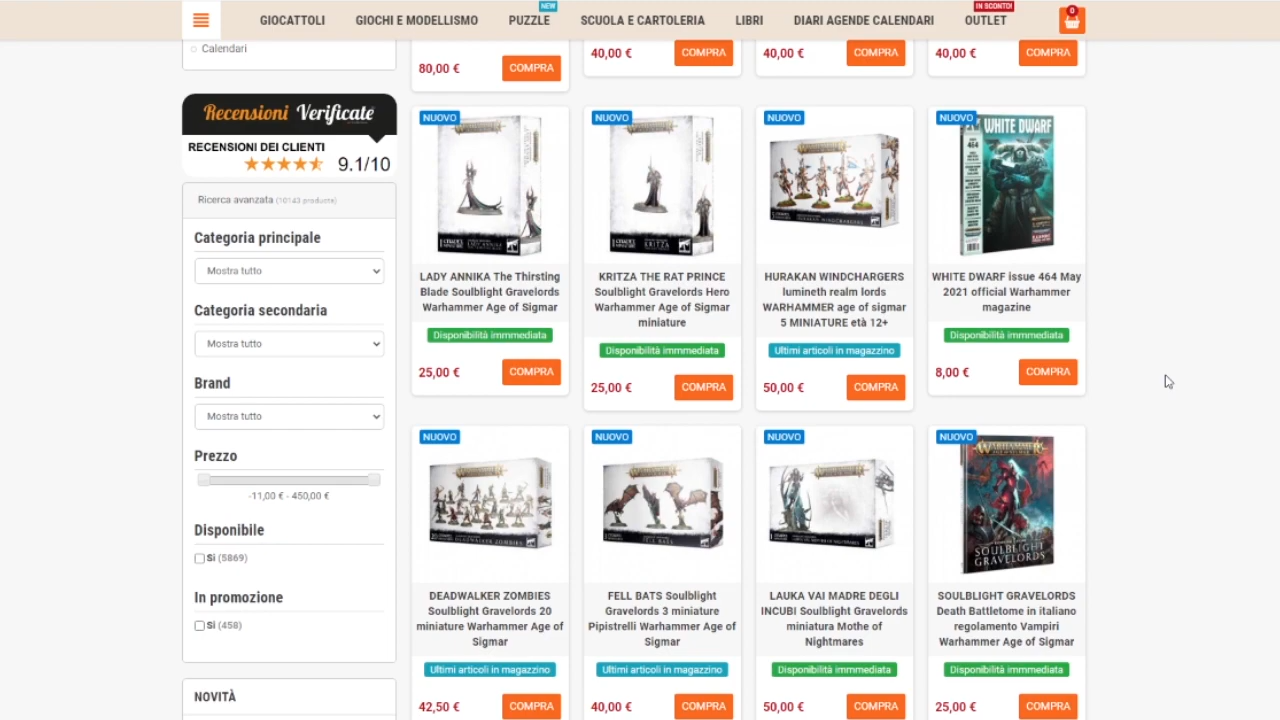 GIOCATTOLI
GIOCHI E MODELLISMO
PUZZLE
NEW
SCUOLA E CARTOLERIA
LIBRI
DIARI AGENDE CALENDARI
OUTLET
IN SCONTO!
0
Calendari
80,00 €
COMPRA
40,00 €
COMPRA
40,00 €
COMPRA
40,00 €
COMPRA
Recensioni Verificate
RECENSIONI DEI CLIENTI
9.1/10
Ricerca avanzata (10143 products)
Categoria principale
Mostra tutto
Categoria secondaria
Mostra tutto
Brand
Mostra tutto
Prezzo
-11,00 € - 450,00 €
Disponibile
Si (5869)
In promozione
Si (458)
NOVITÀ
NUOVO
LADY ANNIKA The Thirsting
Blade Soulblight Gravelords
Warhammer Age of Sigmar
Disponibilità immmediata
25,00 €
COMPRA
NUOVO
KRITZA
KRITZA THE RAT PRINCE
Soulblight Gravelords Hero
Warhammer Age of Sigmar
miniature
Disponibilità immmediata
25,00 €
COMPRA
NUOVO
HURAKAN WINDCHARGERS
lumineth realm lords
WARHAMMER age of sigmar
5 MINIATURE età 12+
Ultimi articoli in magazzino
50,00 €
COMPRA
NUOVO
WHITE DWARF
464
WHITE DWARF issue 464 May
2021 official Warhammer
magazine
Disponibilità immmediata
8,00 €
COMPRA
NUOVO
DEADWALKER ZOMBIES
DEADWALKER ZOMBIES
Soulblight Gravelords 20
miniature Warhammer Age of
Sigmar
Ultimi articoli in magazzino
42,50 €
COMPRA
NUOVO
FELL BATS
FELL BATS Soulblight
Gravelords 3 miniature
Pipistrelli Warhammer Age of
Sigmar
Ultimi articoli in magazzino
40,00 €
COMPRA
NUOVO
LAUKA VAI MADRE DEGLI
INCUBI Soulblight Gravelords
miniatura Mothe of
Nightmares
Disponibilità immmediata
50,00 €
COMPRA
NUOVO
WARHAMMER
SOULBLIGHT
GRAVELORDS
SOULBLIGHT GRAVELORDS
Death Battletome in italiano
regolamento Vampiri
Warhammer Age of Sigmar
Disponibilità immmediata
25,00 €
COMPRA